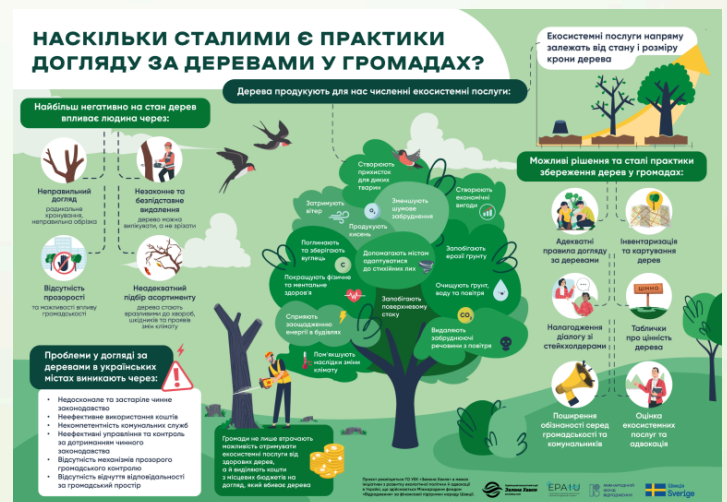 НАСКІЛЬКИ СТАЛИМИ Є ПРАКТИКИ
ДОГЛЯДУ ЗА ДЕРЕВАМИ У ГРОМАДАХ?
Екосистемні послуги напряму
залежать від стану і розміру
крони дерева
Дерева продукують для нас численні екосистемні послуги:
Найбільш негативно на стан дерев
впливає людина через:
Неправильний
догляд
радикальне
кронування,
неправильна обрізка
Незаконне та
безпідставне
видалення
дерево можна
вилікувати, а не зрізати
Відсутність
прозорості
та можливості впливу
громадськості
Неадекватний
підбір асортименту
дерева стають
вразливими до хвороб,
шкідників та проявів
змін клімату
Створюють
прихисток
для диких
тварин
Затримують
вітер
O₂
Продукують
кисень
Зменшують
шумове
забруднення
Створюють
економічні
вигоди
Поглинають
та зберігають
вуглець
C
Допомагають містам
адаптуватися
до стихійних лих
Запобігають
ерозії ґрунту
Покращують фізичне
та ментальне
здоров'я
Запобігають
поверхневому
стоку
Очищують ґрунт,
воду та повітря
CO₂
Сприяють
заощадженню
енергії в будівлях
Видаляють
забруднюючі
речовини з повітря
Пом'якшують
наслідки зміни
клімату
Можливі рішення та сталі практики
збереження дерев у громадах:
Адекватні
правила догляду
за деревами
Інвентаризація
та картування
дерев
Налагодження
діалогу зі
стейкхолдерами
ЦІННО
Таблички
про цінність
дерева
Поширення
обізнаності серед
громадськості та
комунальників
Оцінка
екосистемних
послуг та
адвокація
Проблеми у догляді за
деревами в українських
містах виникають через:
• Недосконале та застаріле чинне
законодавство
• Неефективне використання коштів
• Некомпетентність комунальних служб
• Неефективні управління та контроль
за дотриманням чинного
законодавства
• Відсутність механізмів прозорого
громадського контролю
• Відсутність відчуття відповідальності
за громадський простір
Громади не лише втрачають
можливість отримувати
екосистемні послуги від
здорових дерев,
а й виділяють кошти
з місцевих бюджетів на
догляд, який вбиває дерева
EPAIU
Швеція
Sverige